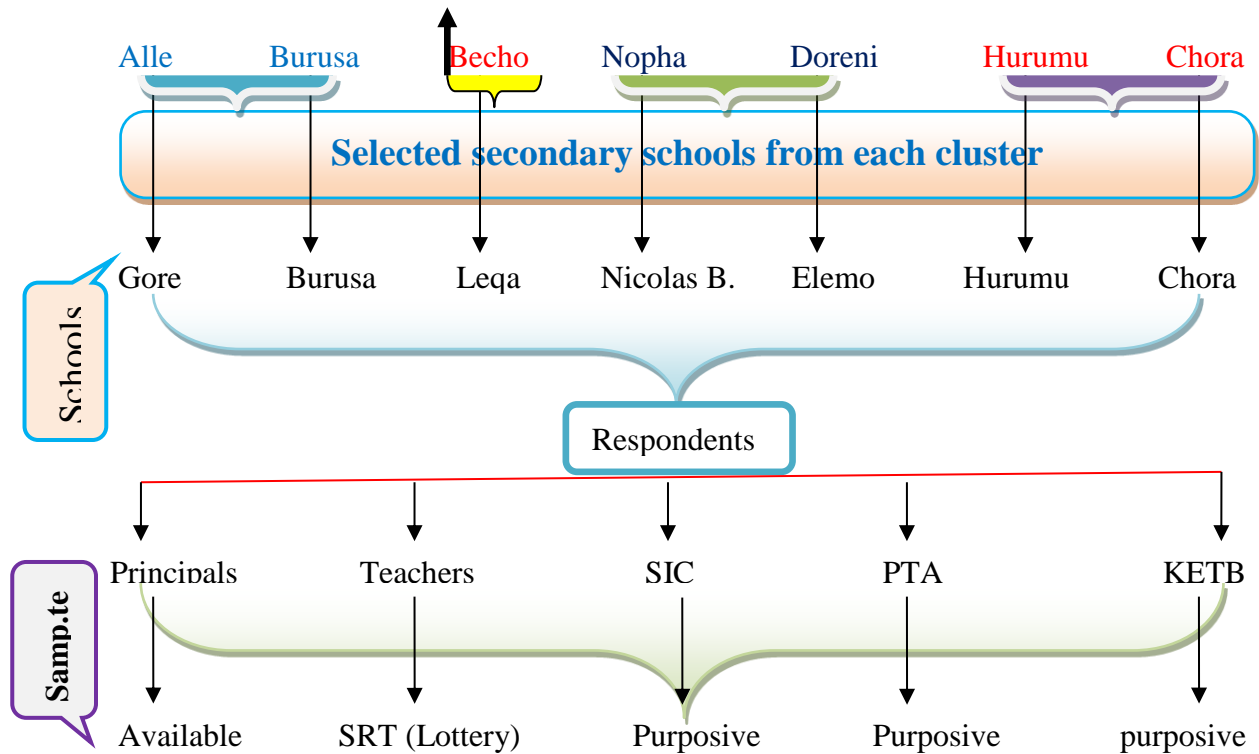 Alle Burusa Becho Nopha Doreni Hurumu Chora
Selected secondary schools from each cluster
Gore Burusa Leqa Nicolas B. Elemo Hurumu Chora
Schools
Respondents
Principals Teachers SIC PTA KETB
Samp.te
Available SRT (Lottery) Purposive Purposive purposive